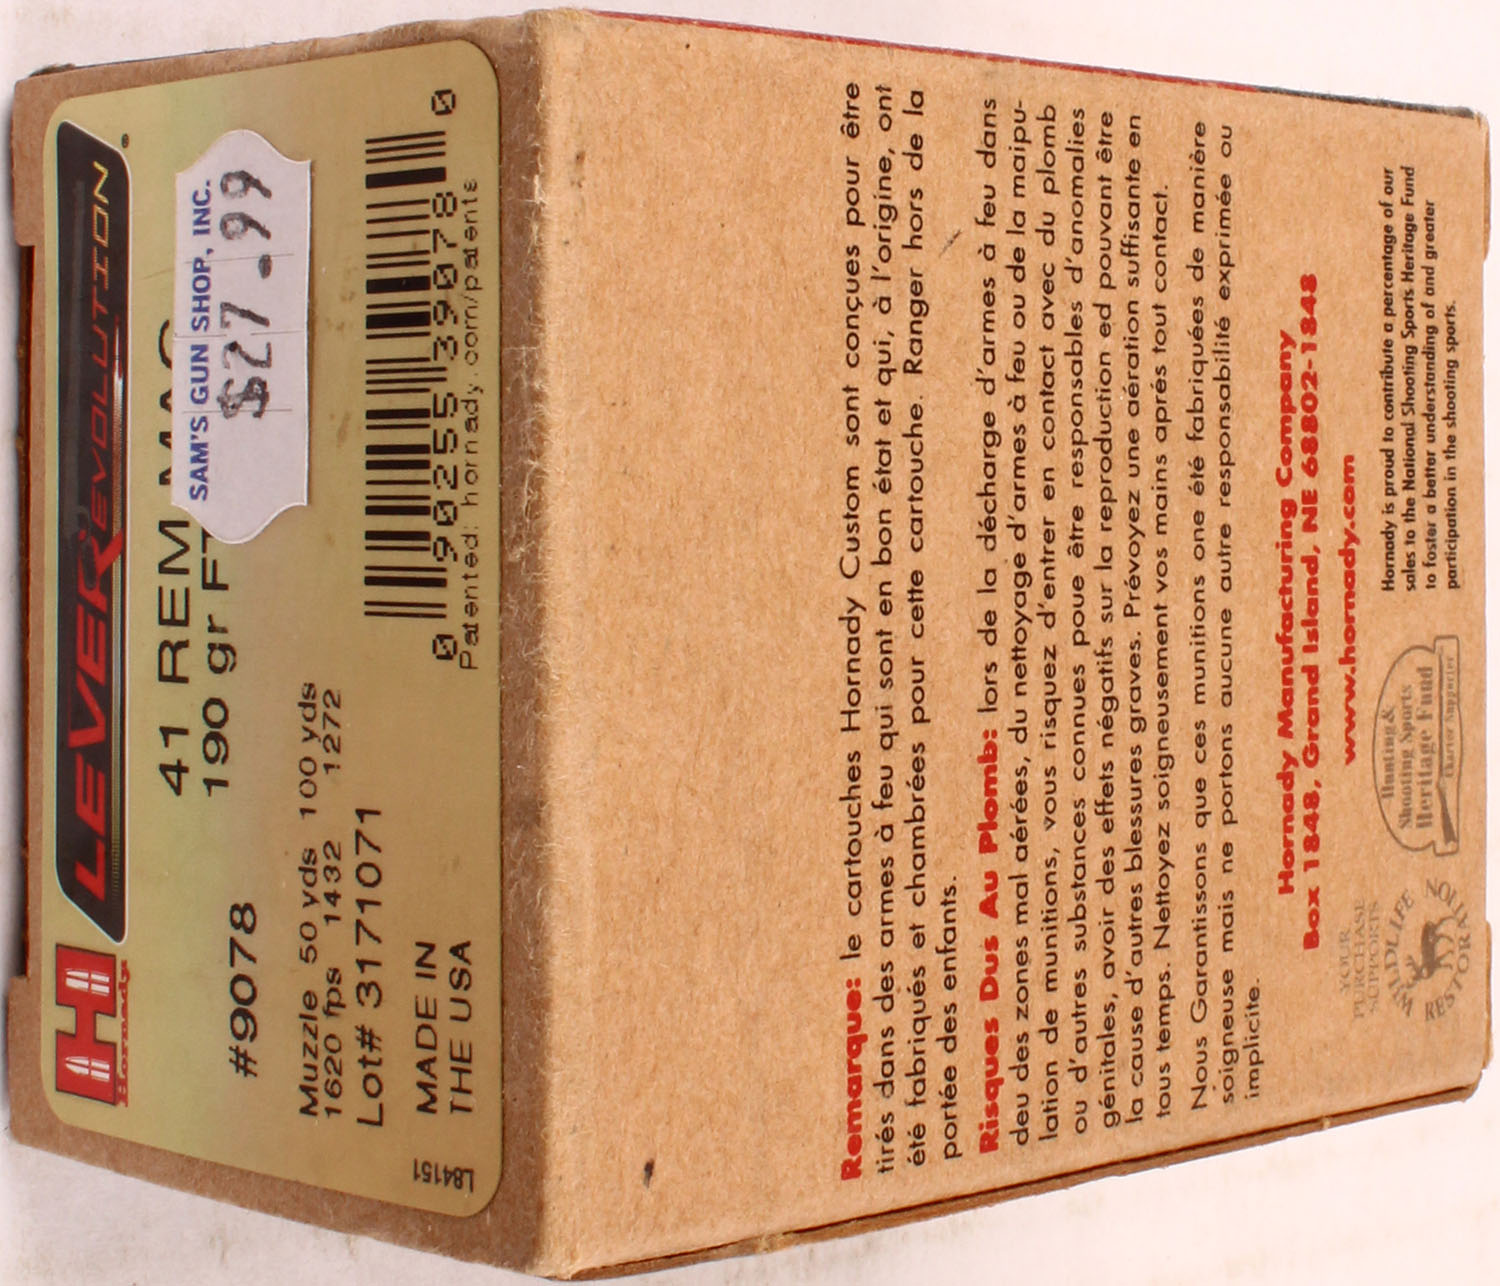 H
Hornady
LEVERevolution
41 REM MAG
190 gr FT
SAM'S GUN SHOP, INC.
$27.99
#9078
Muzzle 50 yds 100 yds
1620 fps 1432 1272
Lot# 3171071
MADE IN
THE USA
0 90255 39078 0
Patented: hornady.com/patents
L84151
Remarque: le cartouches Hornady Custom sont conçues pour être
tirés dans des armes à feu qui sont en bon état et qui, à l'origine, ont
été fabriqués et chambrées pour cette cartouche. Ranger hors de la
portée des enfants.
Risques Dus Au Plomb: lors de la décharge d'armes à feu dans
deu des zones mal aérées, du nettoyage d'armes à feu ou de la maipu-
lation de munitions, vous risquez d'entrer en contact avec du plomb
ou d'autres substances connues poue être responsables d'anomalies
génitales, avoir des effets négatifs sur la reproduction ed pouvant être
la cause d'autres blessures graves. Prévoyez une aération suffisante en
tous temps. Nettoyez soigneusement vos mains aprés tout contact.
Nous Garantissons que ces munitions one été fabriquées de manière
soigneuse mais ne portons aucune autre responsabilité exprimée ou
implicite.
Hornady Manufacturing Company
Box 1848, Grand Island, NE 68802-1848
www.hornady.com
YOUR
PURCHASE
SUPPORTS
WILDLIFE
RESTORATION
Hunting &
Shooting Sports
Heritage Fund
Charter Supporter
Hornady is proud to contribute a percentage of our
sales to the National Shooting Sports Heritage Fund
to foster a better understanding of and greater
participation in the shooting sports.